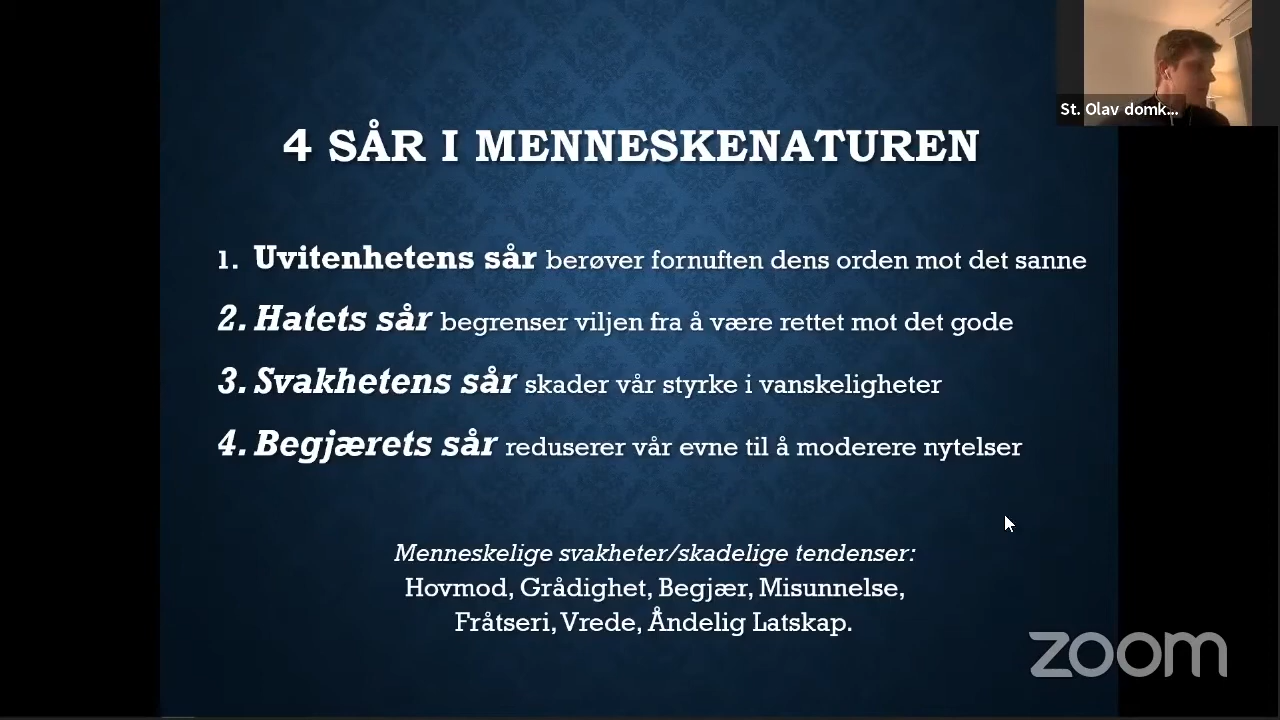 St. Olav domk...
4 SÅR I MENNESKENATUREN
1. Uvitenhetens sår berøver fornuften dens orden mot det sanne
2. Hatets sår begrenser viljen fra å være rettet mot det gode
3. Svakhetens sår skader vår styrke i vanskeligheter
4. Begjærets sår reduserer vår evne til å moderere nytelser
Menneskelige svakheter/skadelige tendenser:
Hovmod, Grådighet, Begjær, Misunnelse,
Fråtseri, Vrede, Åndelig Latskap.
zoom